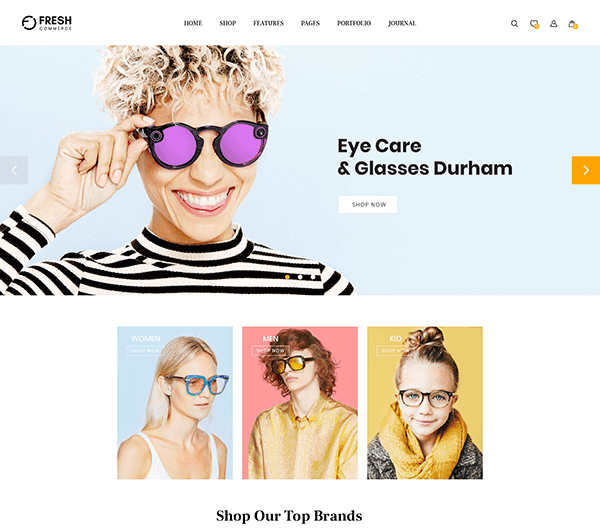 FRESH
COMMERCE
HOME SHOP FEATURES PAGES PORTFOLIO JOURNAL
Eye Care
& Glasses Durham
SHOP NOW
WOMEN
SHOP NOW
MEN
SHOP NOW
KID
SHOP NOW
Shop Our Top Brands